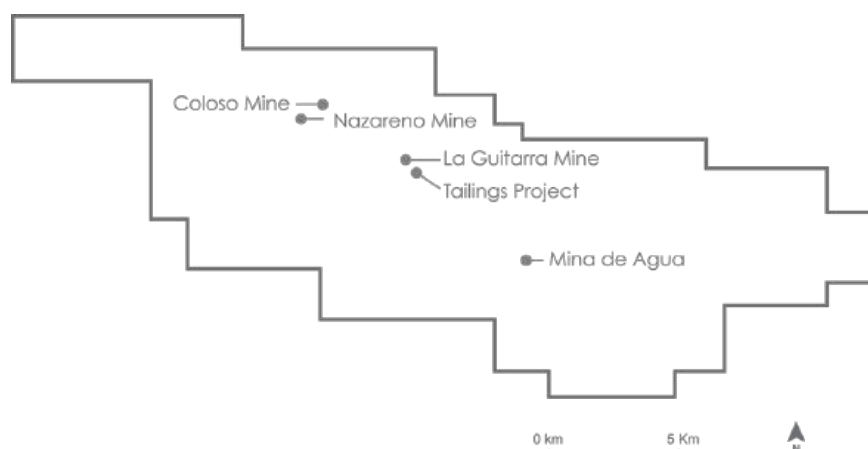 Coloso Mine
Nazareno Mine
La Guitarra Mine
Tailings Project
Mina de Agua
0 km
5 Km
N